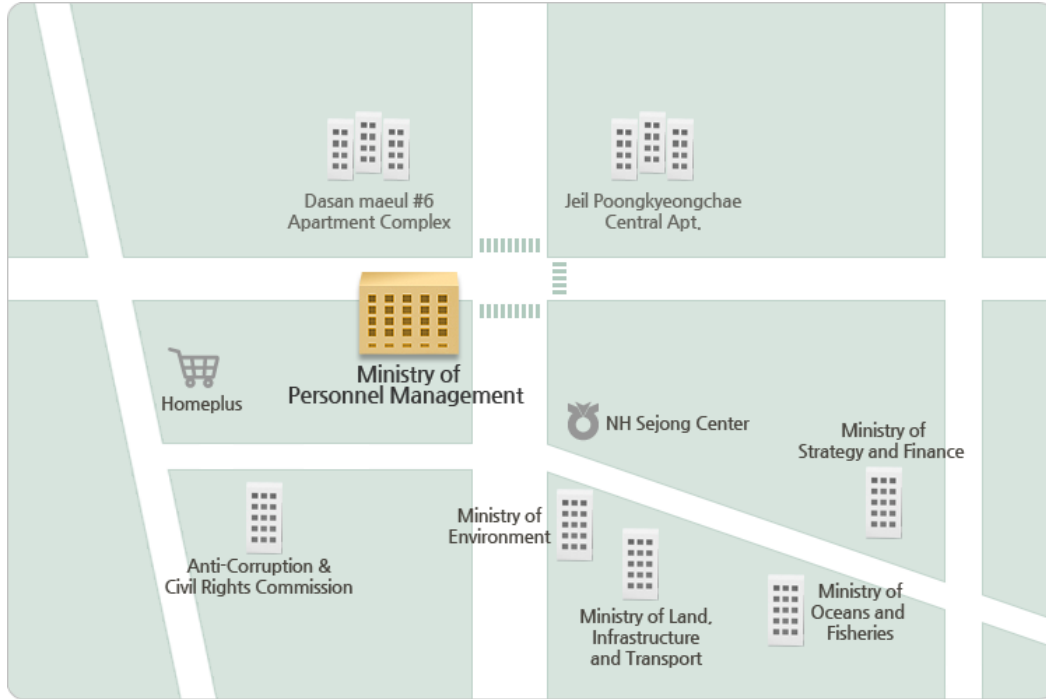 Dasan maeul #6
Apartment Complex
Jeil Poongkyeongchae
Central Apt.
Ministry of
Personnel Management
Homeplus
NH Sejong Center
Ministry of
Strategy and Finance
Ministry of
Environment
Anti-Corruption &
Civil Rights Commission
Ministry of Land,
Infrastructure
and Transport
Ministry of
Oceans and
Fisheries